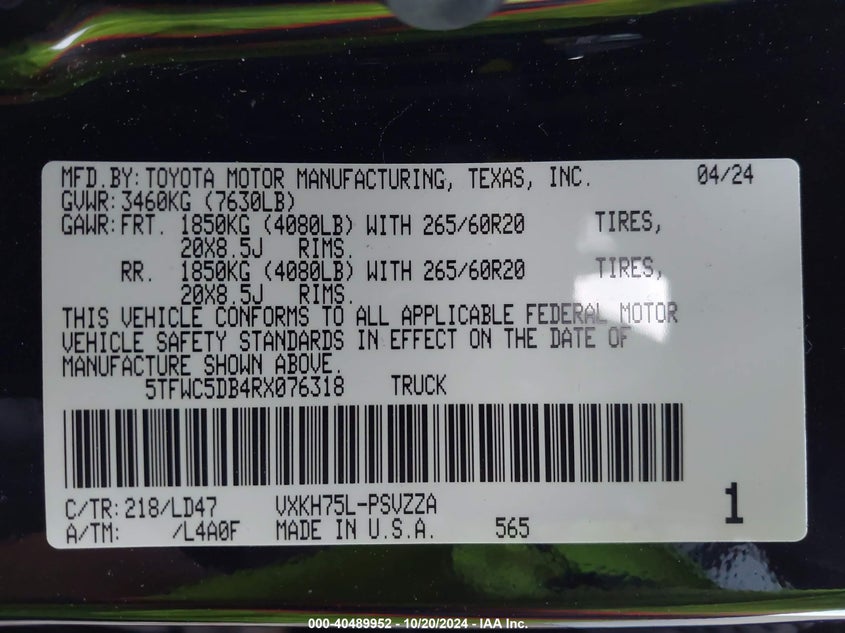 MFD.BY: TOYOTA MOTOR MANUFACTURING, TEXAS, INC. 04/24
GVWR: 3460KG (7630LB)
GAWR: FRT. 1850KG (4080LB) WITH 265/60R20 TIRES,
20X8.5J RIMS.
RR. 1850KG (4080LB) WITH 265/60R20 TIRES,
20X8.5J RIMS.
THIS VEHICLE CONFORMS TO ALL APPLICABLE FEDERAL MOTOR
VEHICLE SAFETY STANDARDS IN EFFECT ON THE DATE OF
MANUFACTURE SHOWN ABOVE.
5TFWC5DB4RX076318 TRUCK
C/TR: 218/LD47 VXKH75L-PSVZZA
A/TM: /L4A0F MADE IN U.S.A. 565 1
000-40489952 - 10/20/2024 - IAA Inc.